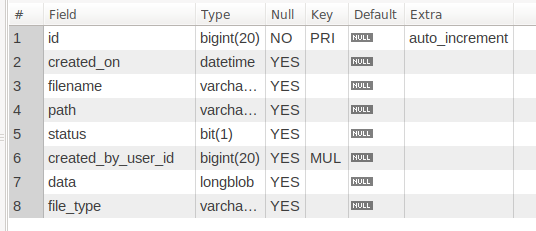 # Field Type Null Key Default Extra
1 id bigint(20) NO PRI NULL auto_increment
2 created_on datetime YES NULL
3 filename varcha... YES NULL
4 path varcha... YES NULL
5 status bit(1) YES NULL
6 created_by_user_id bigint(20) YES MUL NULL
7 data longblob YES NULL
8 file_type varcha... YES NULL